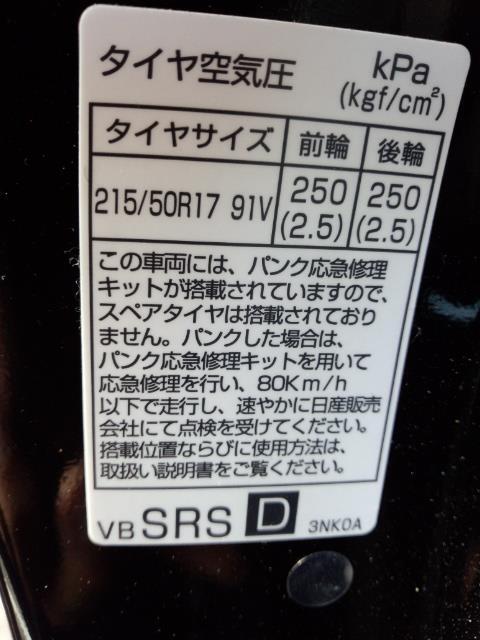 タイヤ空気圧 kPa
(kgf/cm²)
タイヤサイズ 前輪 後輪
215/50R17 91V 250 250
(2.5) (2.5)
この車両には、パンク応急修理
キットが搭載されていますので、
スペアタイヤは搭載されており
ません。パンクした場合は、
パンク応急修理キットを用いて
応急修理を行い、80Km/h
以下で走行し、速やかに日産販売
会社にて点検を受けてください。
搭載位置ならびに使用方法は、
取扱い説明書をご覧ください。
VB SRS D 3NK0A